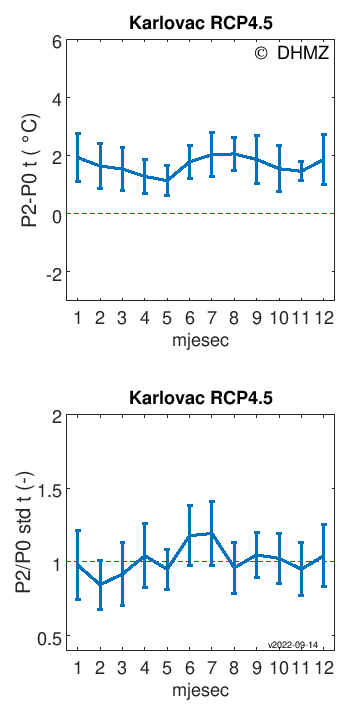 Karlovac RCP4.5
© DHMZ
P2-P0 t ( °C)
6
4
2
0
-2
1 2 3 4 5 6 7 8 9 10 11 12
mjesec
Karlovac RCP4.5
P2/P0 std t (-)
2
1.5
1
0.5
v2022-09-14
1 2 3 4 5 6 7 8 9 10 11 12
mjesec